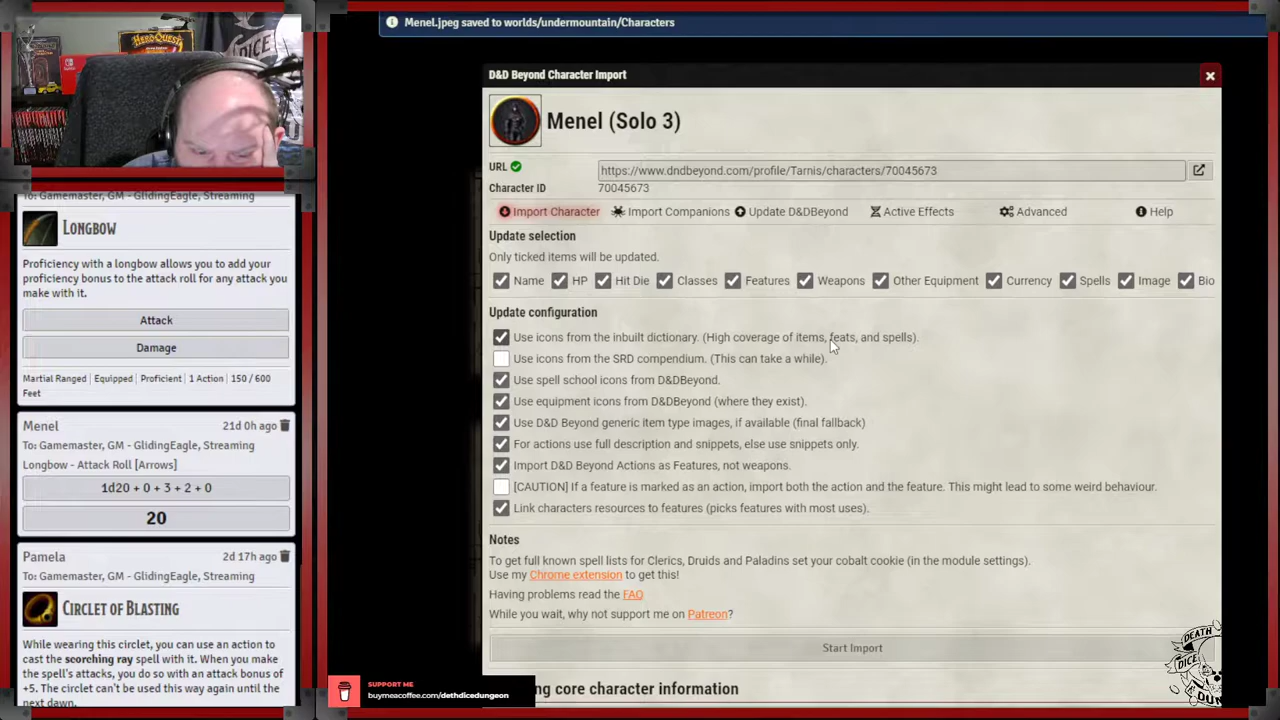 Menel.jpeg saved to worlds/undermountain/Characters
HEROQUEST
DICE
To: Gamemaster, GM - GlidingEagle, Streaming
LONGBOW
Proficiency with a longbow allows you to add your
proficiency bonus to the attack roll for any attack you
make with it.
Attack
Damage
Martial Ranged | Equipped | Proficient | 1 Action | 150 / 600
Feet
Menel 21d 0h ago
To: Gamemaster, GM - GlidingEagle, Streaming
Longbow - Attack Roll [Arrows]
1d20 + 0 + 3 + 2 + 0
20
Pamela 2d 17h ago
To: Gamemaster, GM - GlidingEagle, Streaming
CIRCLET OF BLASTING
While wearing this circlet, you can use an action to
cast the scorching ray spell with it. When you make
the spell's attacks, you do so with an attack bonus of
+5. The circlet can't be used this way again until the
next dawn.
D&D Beyond Character Import
Menel (Solo 3)
URL https://www.dndbeyond.com/profile/Tarnis/characters/70045673
Character ID 70045673
Import Character Import Companions Update D&DBeyond Active Effects Advanced Help
Update selection
Only ticked items will be updated.
Name HP Hit Die Classes Features Weapons Other Equipment Currency Spells Image Bio
Update configuration
Use icons from the inbuilt dictionary. (High coverage of items, feats, and spells).
Use icons from the SRD compendium. (This can take a while).
Use spell school icons from D&DBeyond.
Use equipment icons from D&DBeyond (where they exist).
Use D&D Beyond generic item type images, if available (final fallback)
For actions use full description and snippets, else use snippets only.
Import D&D Beyond Actions as Features, not weapons.
[CAUTION] If a feature is marked as an action, import both the action and the feature. This might lead to some weird behaviour.
Link characters resources to features (picks features with most uses).
Notes
To get full known spell lists for Clerics, Druids and Paladins set your cobalt cookie (in the module settings).
Use my Chrome extension to get this!
Having problems read the FAQ
While you wait, why not support me on Patreon?
Start Import
ng core character information
SUPPORT ME
buymeacoffee.com/dethdicedungeon
DEATH
DICE